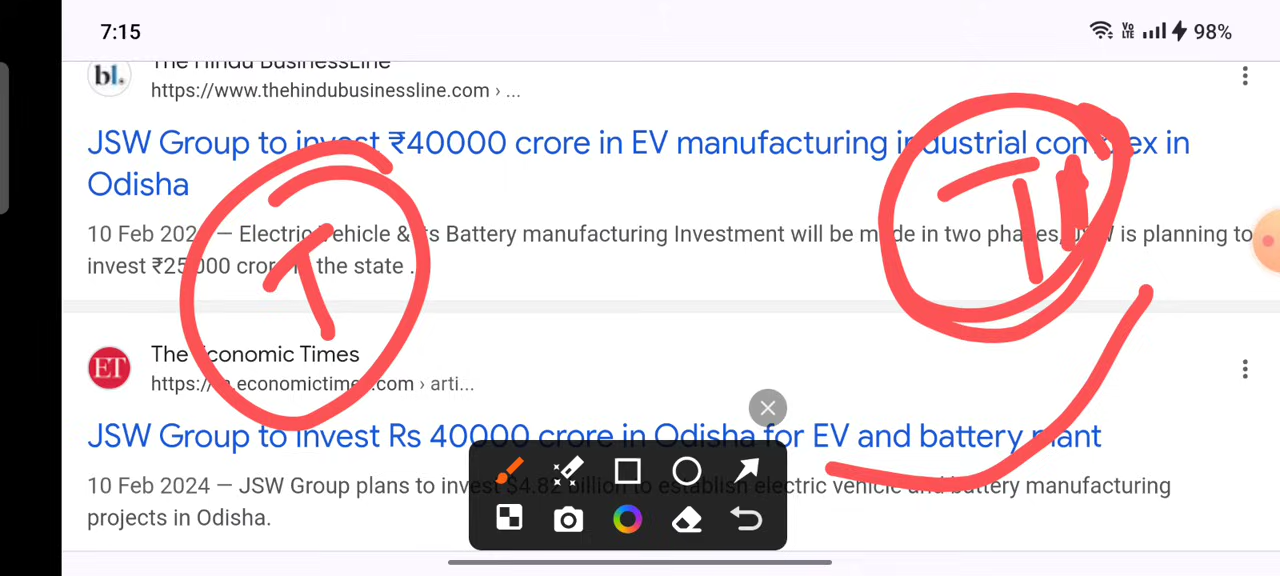 7:15
Vo LTE 98%
bl. The Hindu BusinessLine
https://www.thehindubusinessline.com › ...
JSW Group to invest ₹40000 crore in EV manufacturing industrial complex in
Odisha
10 Feb 2024 — Electric Vehicle & its Battery manufacturing Investment will be made in two phases, JSW is planning to
invest ₹25000 crore in the state ...
T
ET The Economic Times
https://m.economictimes.com › arti...
JSW Group to invest Rs 40000 crore in Odisha for EV and battery plant
10 Feb 2024 — JSW Group plans to invest $4.82 billion to establish electric vehicle and battery manufacturing
projects in Odisha.